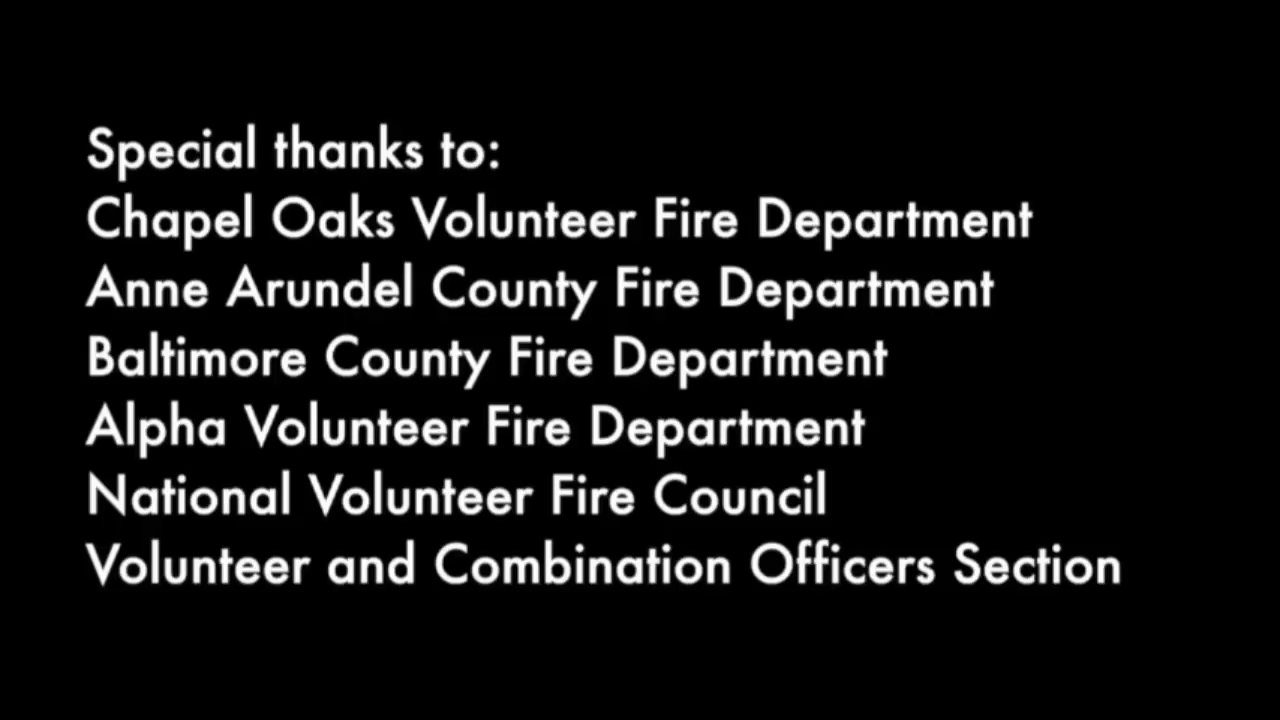 Special thanks to:
Chapel Oaks Volunteer Fire Department
Anne Arundel County Fire Department
Baltimore County Fire Department
Alpha Volunteer Fire Department
National Volunteer Fire Council
Volunteer and Combination Officers Section